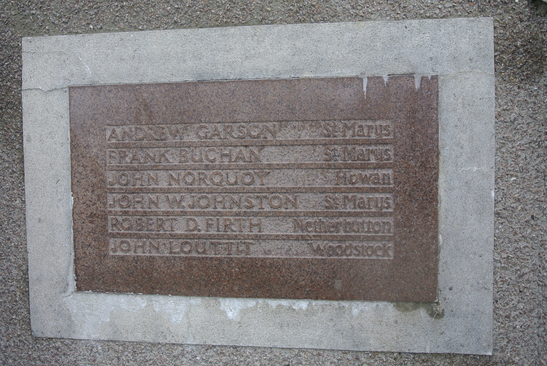 ANDREW GARSON St Marys
FRANK BUCHAN St Marys
JOHN NORQUOY Howan
JOHN W. JOHNSTON St Marys
ROBERT D. FIRTH Netherbutton
JOHN LOUTTIT Woodstock